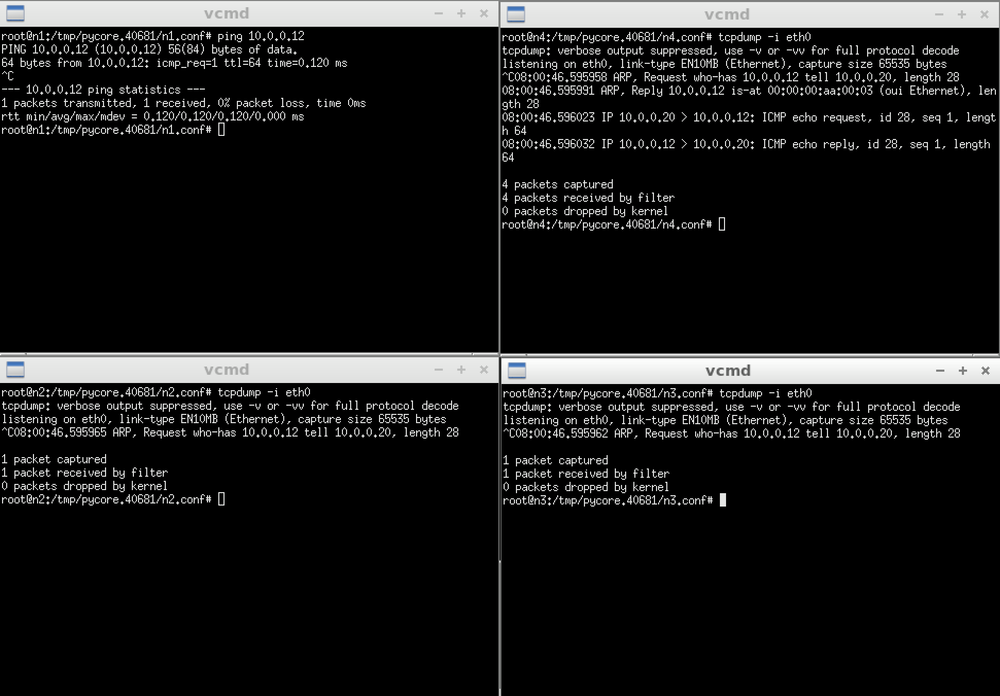 vcmd
root@n1:/tmp/pycore.40681/n1.conf# ping 10.0.0.12
PING 10.0.0.12 (10.0.0.12) 56(84) bytes of data.
64 bytes from 10.0.0.12: icmp_req=1 ttl=64 time=0.120 ms
^C
--- 10.0.0.12 ping statistics ---
1 packets transmitted, 1 received, 0% packet loss, time 0ms
rtt min/avg/max/mdev = 0.120/0.120/0.120/0.000 ms
root@n1:/tmp/pycore.40681/n1.conf#
vcmd
root@n4:/tmp/pycore.40681/n4.conf# tcpdump -i eth0
tcpdump: verbose output suppressed, use -v or -vv for full protocol decode
listening on eth0, link-type EN10MB (Ethernet), capture size 65535 bytes
^C08:00:46.595958 ARP, Request who-has 10.0.0.12 tell 10.0.0.20, length 28
08:00:46.595991 ARP, Reply 10.0.0.12 is-at 00:00:00:aa:00:03 (oui Ethernet), len
gth 28
08:00:46.596023 IP 10.0.0.20 > 10.0.0.12: ICMP echo request, id 28, seq 1, lengt
h 64
08:00:46.596032 IP 10.0.0.12 > 10.0.0.20: ICMP echo reply, id 28, seq 1, length
64
4 packets captured
4 packets received by filter
0 packets dropped by kernel
root@n4:/tmp/pycore.40681/n4.conf#
vcmd
root@n2:/tmp/pycore.40681/n2.conf# tcpdump -i eth0
tcpdump: verbose output suppressed, use -v or -vv for full protocol decode
listening on eth0, link-type EN10MB (Ethernet), capture size 65535 bytes
^C08:00:46.595965 ARP, Request who-has 10.0.0.12 tell 10.0.0.20, length 28
1 packet captured
1 packet received by filter
0 packets dropped by kernel
root@n2:/tmp/pycore.40681/n2.conf#
vcmd
root@n3:/tmp/pycore.40681/n3.conf# tcpdump -i eth0
tcpdump: verbose output suppressed, use -v or -vv for full protocol decode
listening on eth0, link-type EN10MB (Ethernet), capture size 65535 bytes
^C08:00:46.595962 ARP, Request who-has 10.0.0.12 tell 10.0.0.20, length 28
1 packet captured
1 packet received by filter
0 packets dropped by kernel
root@n3:/tmp/pycore.40681/n3.conf#